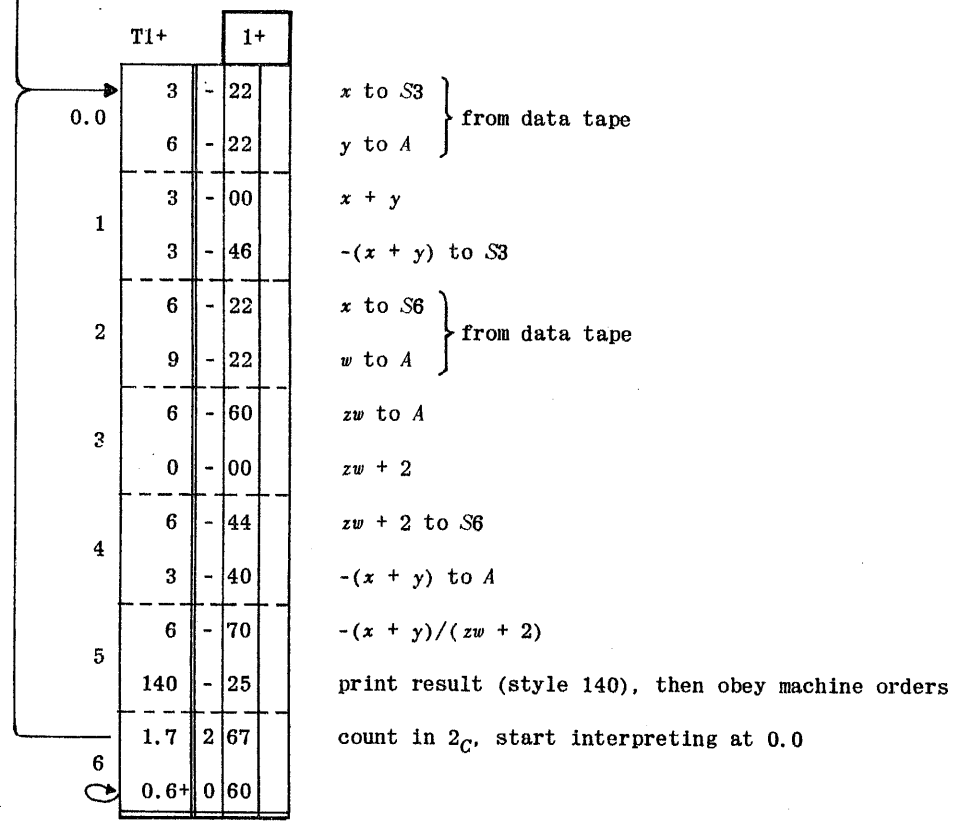 T1+ 1+
0.0
3 - 22 x to S3
6 - 22 y to A
from data tape
1
3 - 00 x + y
3 - 46 -(x + y) to S3
2
6 - 22 x to S6
9 - 22 w to A
from data tape
3
6 - 60 zw to A
0 - 00 zw + 2
4
6 - 44 zw + 2 to S6
3 - 40 -(x + y) to A
5
6 - 70 -(x + y)/(zw + 2)
140 - 25 print result (style 140), then obey machine orders
6
1.7 2 67 count in 2C, start interpreting at 0.0
0.6+ 0 60